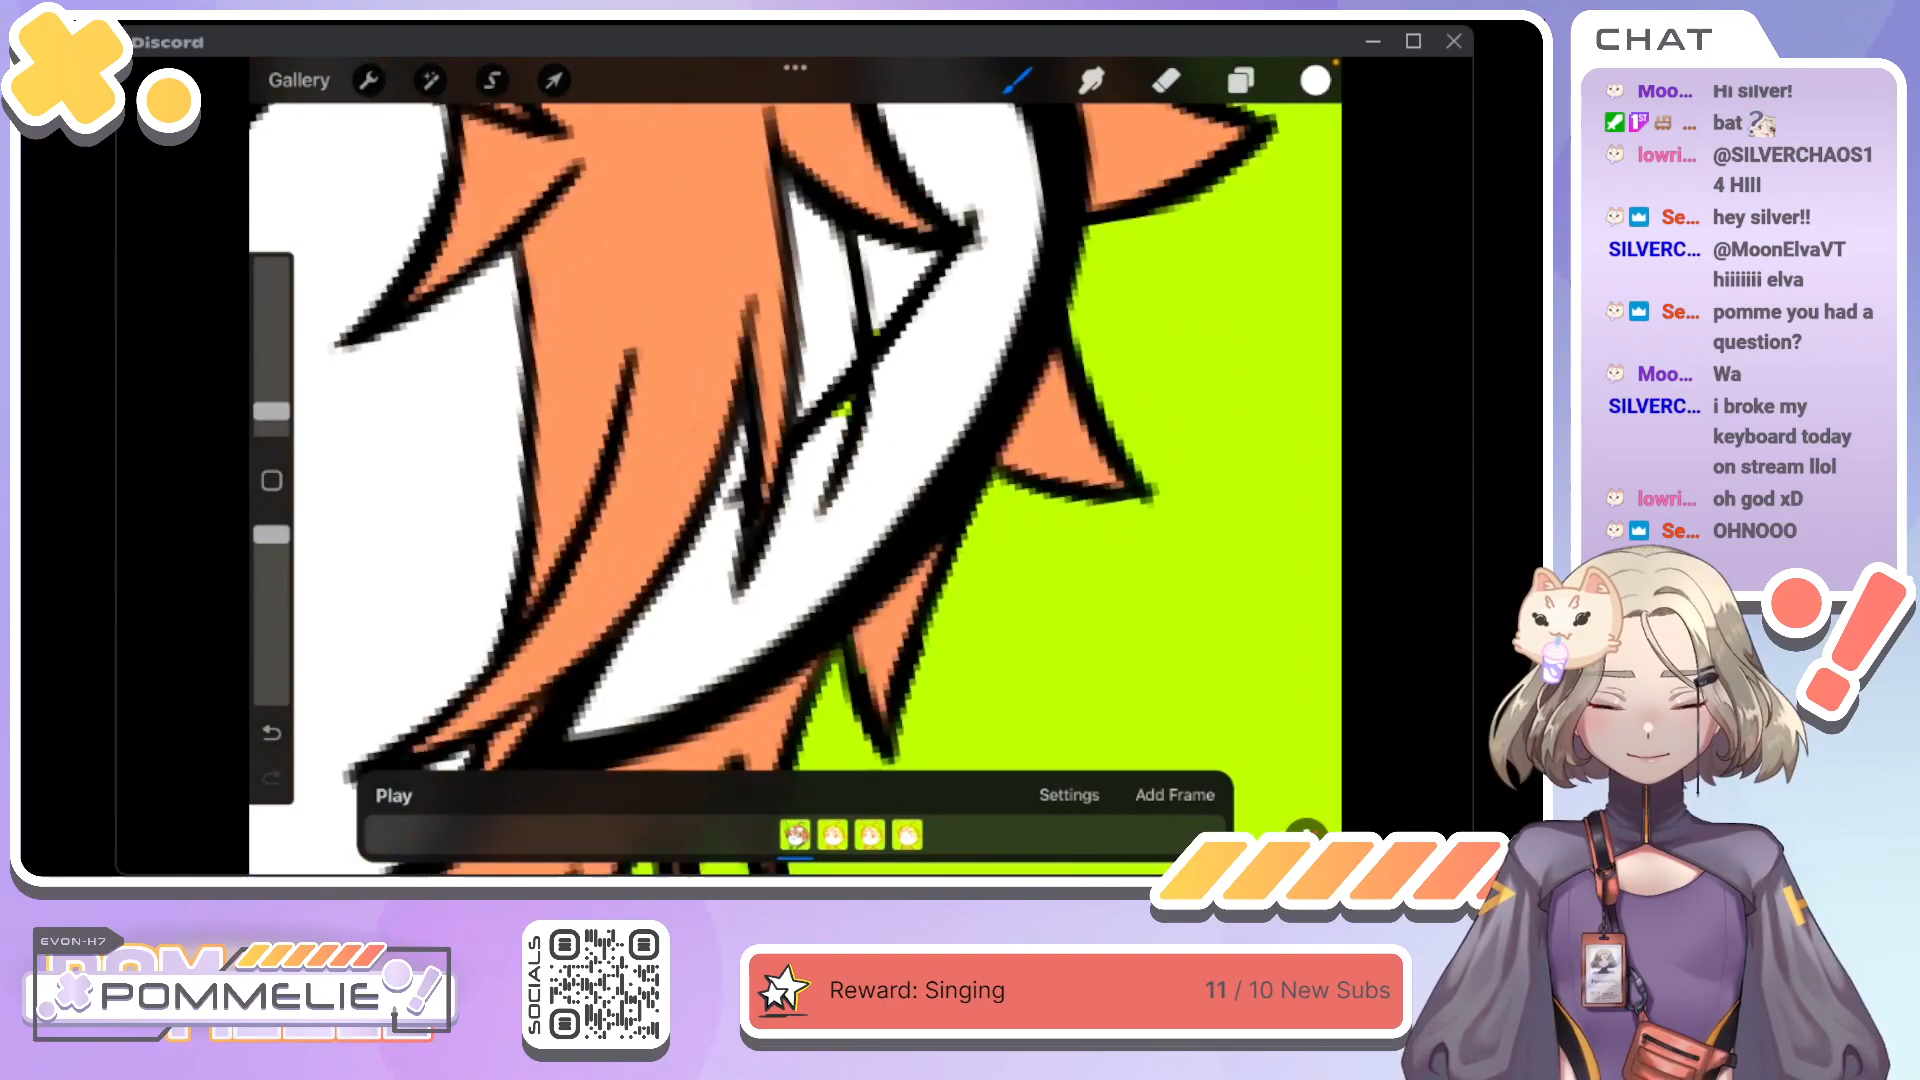 Discord
Gallery
Play
Settings
Add Frame
CHAT
Moo... Hi silver!
1ST ... bat
lowri... @SILVERCHAOS1
4 HIII
Se... hey silver!!
SILVERC... @MoonElvaVT
hiiiiiii elva
Se... pomme you had a
question?
Moo... Wa
SILVERC... i broke my
keyboard today
on stream llol
lowri... oh god xD
Se... OHNOOO
EVON-H7
POMMELIE
SOCIALS
Reward: Singing
11 / 10 New Subs